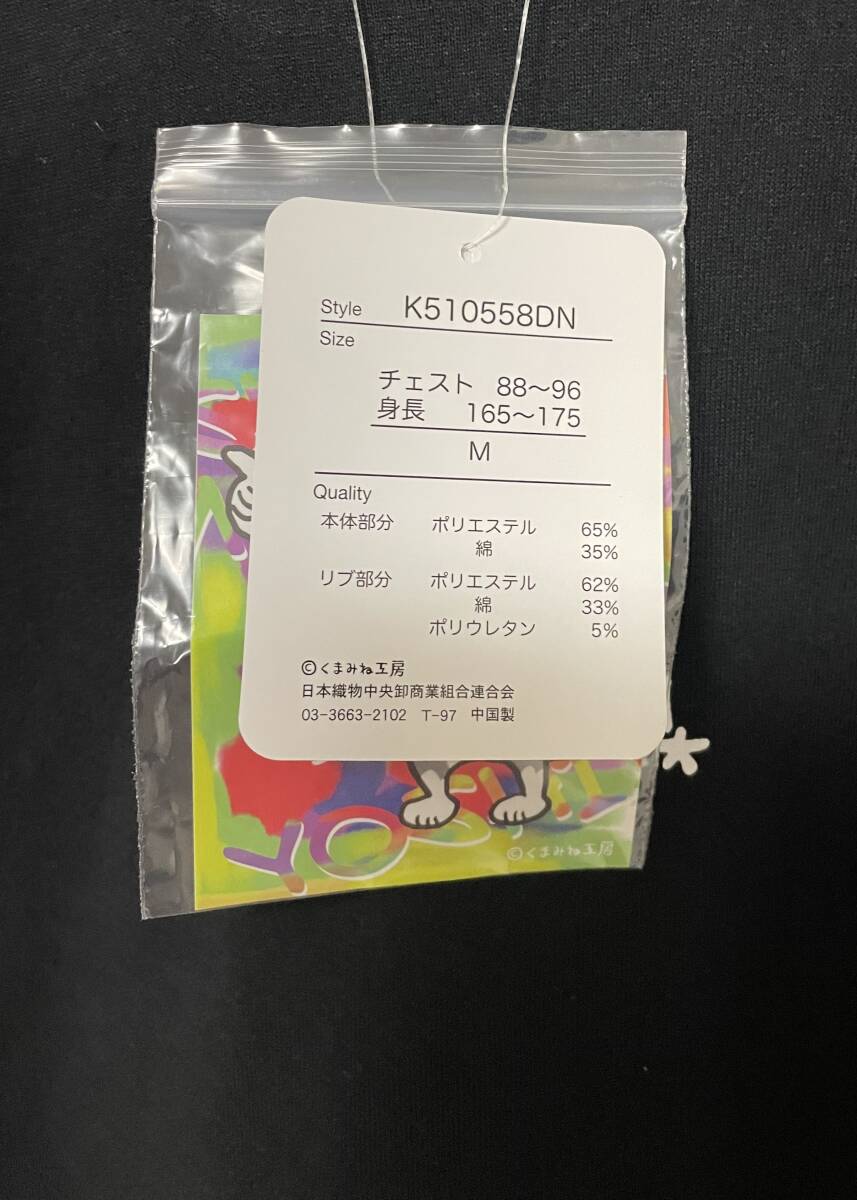 Style K510558DN
Size
チェスト 88～96
身長 165～175
M
Quality
本体部分 ポリエステル 65%
綿 35%
リブ部分 ポリエステル 62%
綿 33%
ポリウレタン 5%
©くまみね工房
日本織物中央卸商業組合連合会
03-3663-2102 T-97 中国製
©くまみね工房